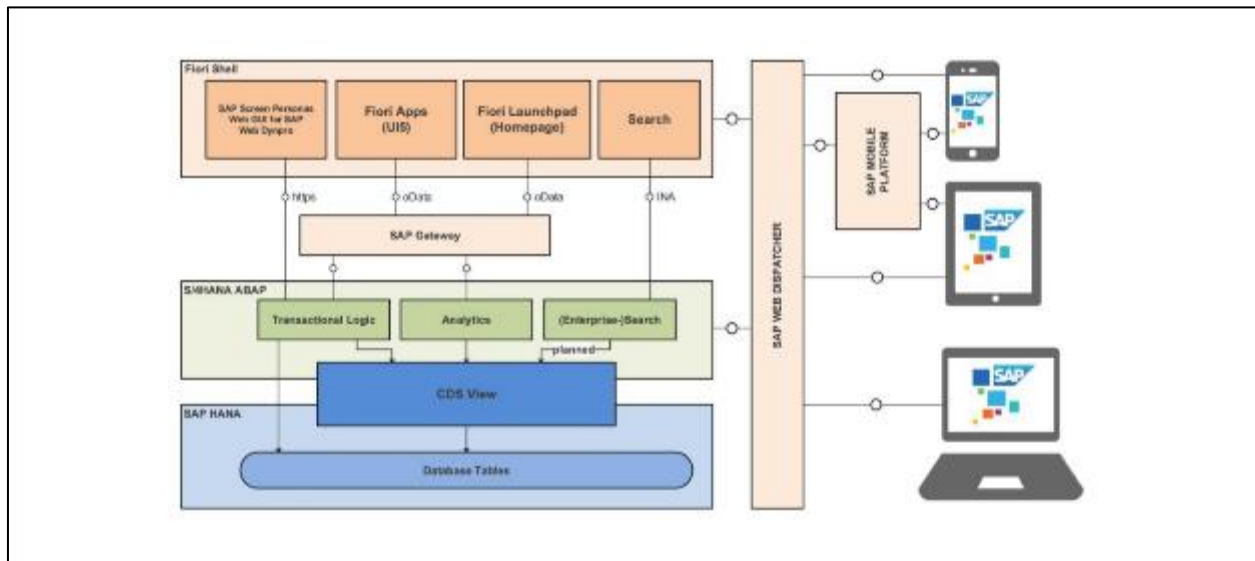 Fiori Shell
SAP Screen Personas
Web GUI for SAP
Web Dynpro
Fiori Apps
(UI5)
Fiori Launchpad
(Homepage)
Search
https
oData
oData
INA
SAP Gateway
S/4HANA ABAP
Transactional Logic
Analytics
(Enterprise-)Search
planned
CDS View
SAP HANA
Database Tables
SAP WEB DISPATCHER
SAP MOBILE
PLATFORM
SAP
SAP
SAP